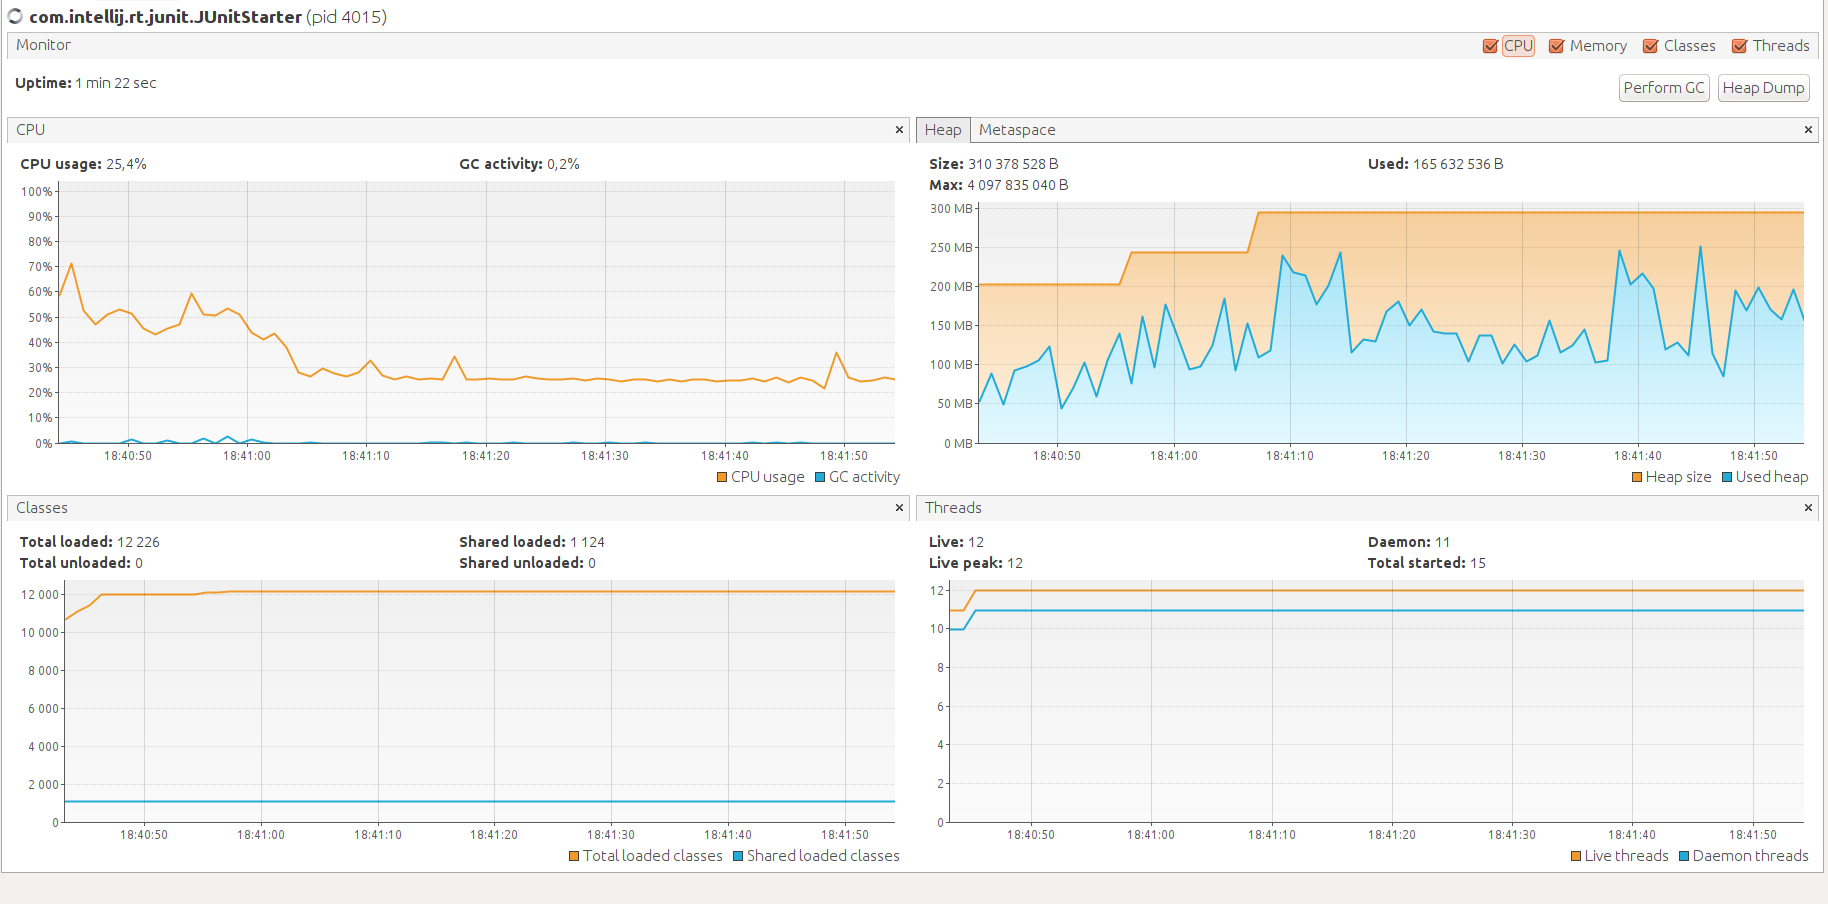 com.intellij.rt.junit.JUnitStarter (pid 4015)
Monitor
CPU Memory Classes Threads
Uptime: 1 min 22 sec
Perform GC Heap Dump
CPU
CPU usage: 25,4% GC activity: 0,2%
100%
90%
80%
70%
60%
50%
40%
30%
20%
10%
0%
18:40:50 18:41:00 18:41:10 18:41:20 18:41:30 18:41:40 18:41:50
CPU usage GC activity
Heap Metaspace
Size: 310 378 528 B Used: 165 632 536 B
Max: 4 097 835 040 B
300 MB
250 MB
200 MB
150 MB
100 MB
50 MB
0 MB
18:40:50 18:41:00 18:41:10 18:41:20 18:41:30 18:41:40 18:41:50
Heap size Used heap
Classes
Total loaded: 12 226 Shared loaded: 1 124
Total unloaded: 0 Shared unloaded: 0
12 000
10 000
8 000
6 000
4 000
2 000
0
18:40:50 18:41:00 18:41:10 18:41:20 18:41:30 18:41:40 18:41:50
Total loaded classes Shared loaded classes
Threads
Live: 12 Daemon: 11
Live peak: 12 Total started: 15
12
10
8
6
4
2
0
18:40:50 18:41:00 18:41:10 18:41:20 18:41:30 18:41:40 18:41:50
Live threads Daemon threads